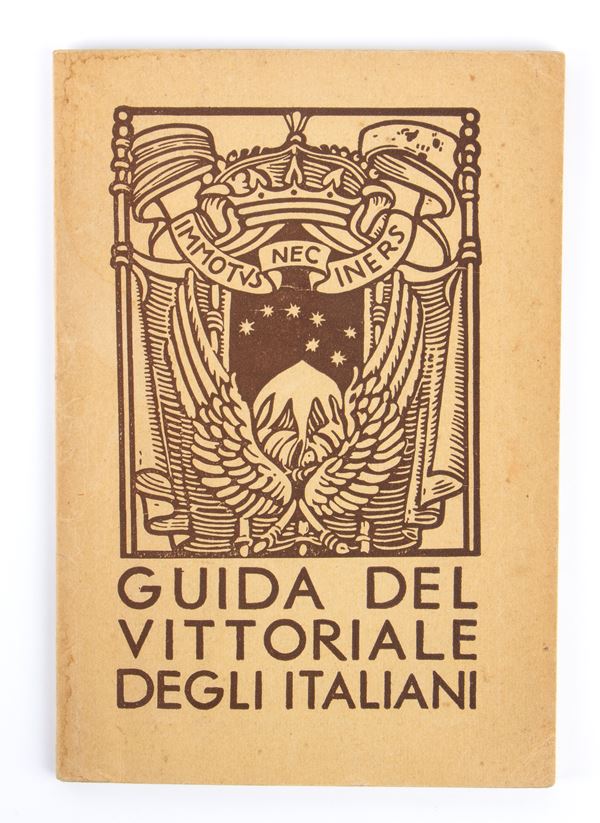 IMMOTVS NEC INERS
GUIDA DEL
VITTORIALE
DEGLI ITALIANI